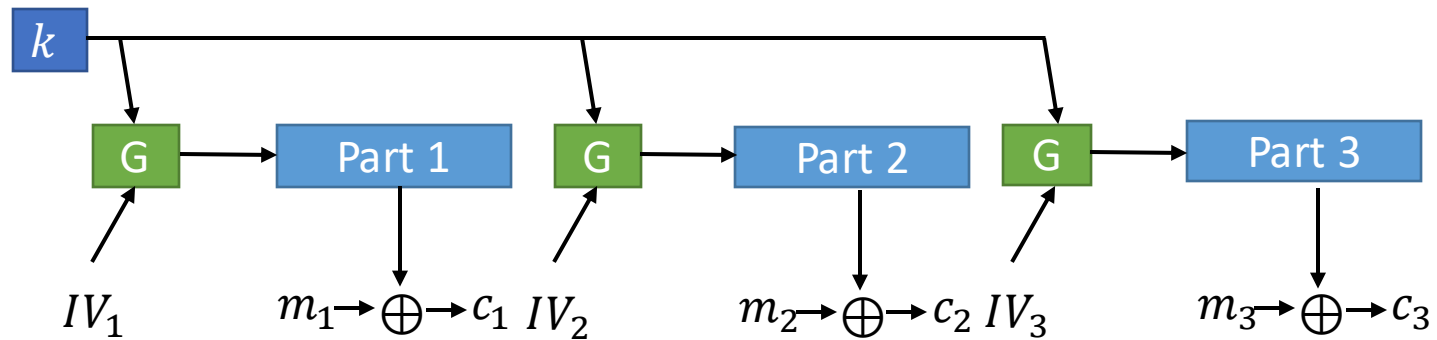 k
G Part 1 G Part 2 G Part 3
IV₁ m₁ ⊕ c₁ IV₂ m₂ ⊕ c₂ IV₃ m₃ ⊕ c₃